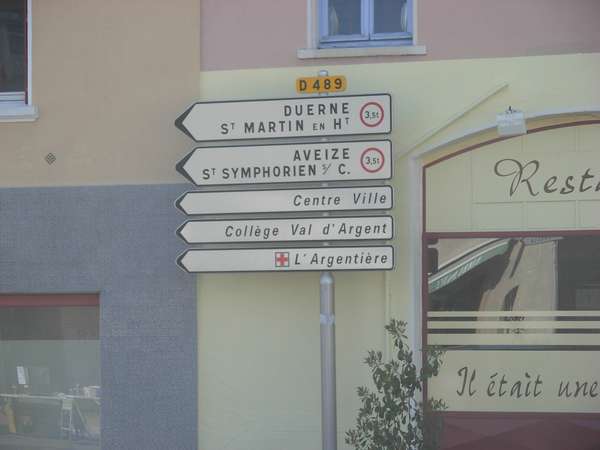 D 489
DUERNE
ST MARTIN EN HT
3,5t
AVEIZE
ST SYMPHORIEN S/ C.
3,5t
Centre Ville
Collège Val d'Argent
L'Argentière
Il était une